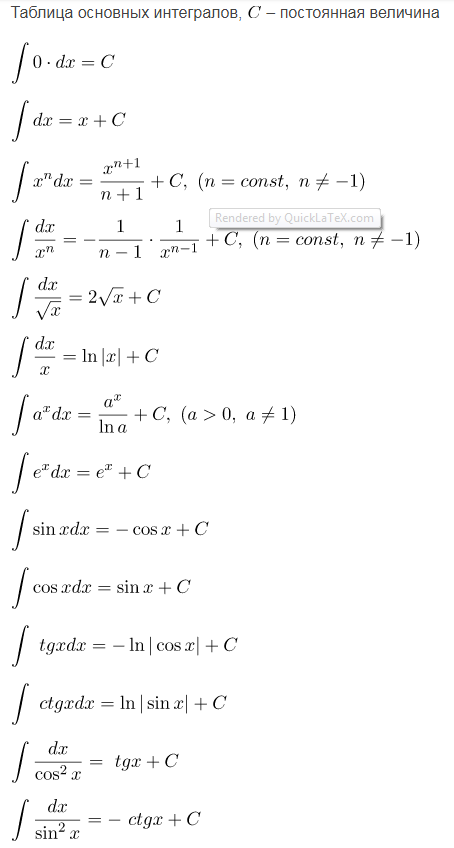 Таблица основных интегралов, C – постоянная величина
∫ 0 · dx = C
∫ dx = x + C
∫ xⁿdx = xⁿ⁺¹/(n + 1) + C, (n = const, n ≠ −1)
Rendered by QuickLaTeX.com
∫ dx/xⁿ = −1/(n − 1) · 1/xⁿ⁻¹ + C, (n = const, n ≠ −1)
∫ dx/√x = 2√x + C
∫ dx/x = ln |x| + C
∫ aˣdx = aˣ/ln a + C, (a > 0, a ≠ 1)
∫ eˣdx = eˣ + C
∫ sin xdx = − cos x + C
∫ cos xdx = sin x + C
∫ tgxdx = − ln | cos x| + C
∫ ctgxdx = ln | sin x| + C
∫ dx/cos² x = tgx + C
∫ dx/sin² x = − ctgx + C